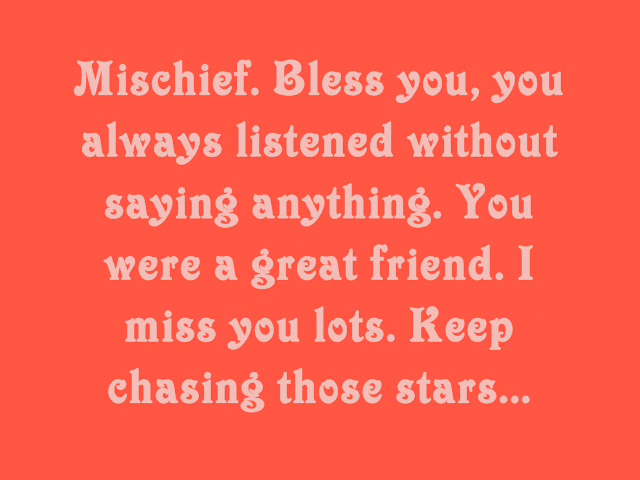 Mischief. Bless you, you
always listened without
saying anything. You
were a great friend. I
miss you lots. Keep
chasing those stars...